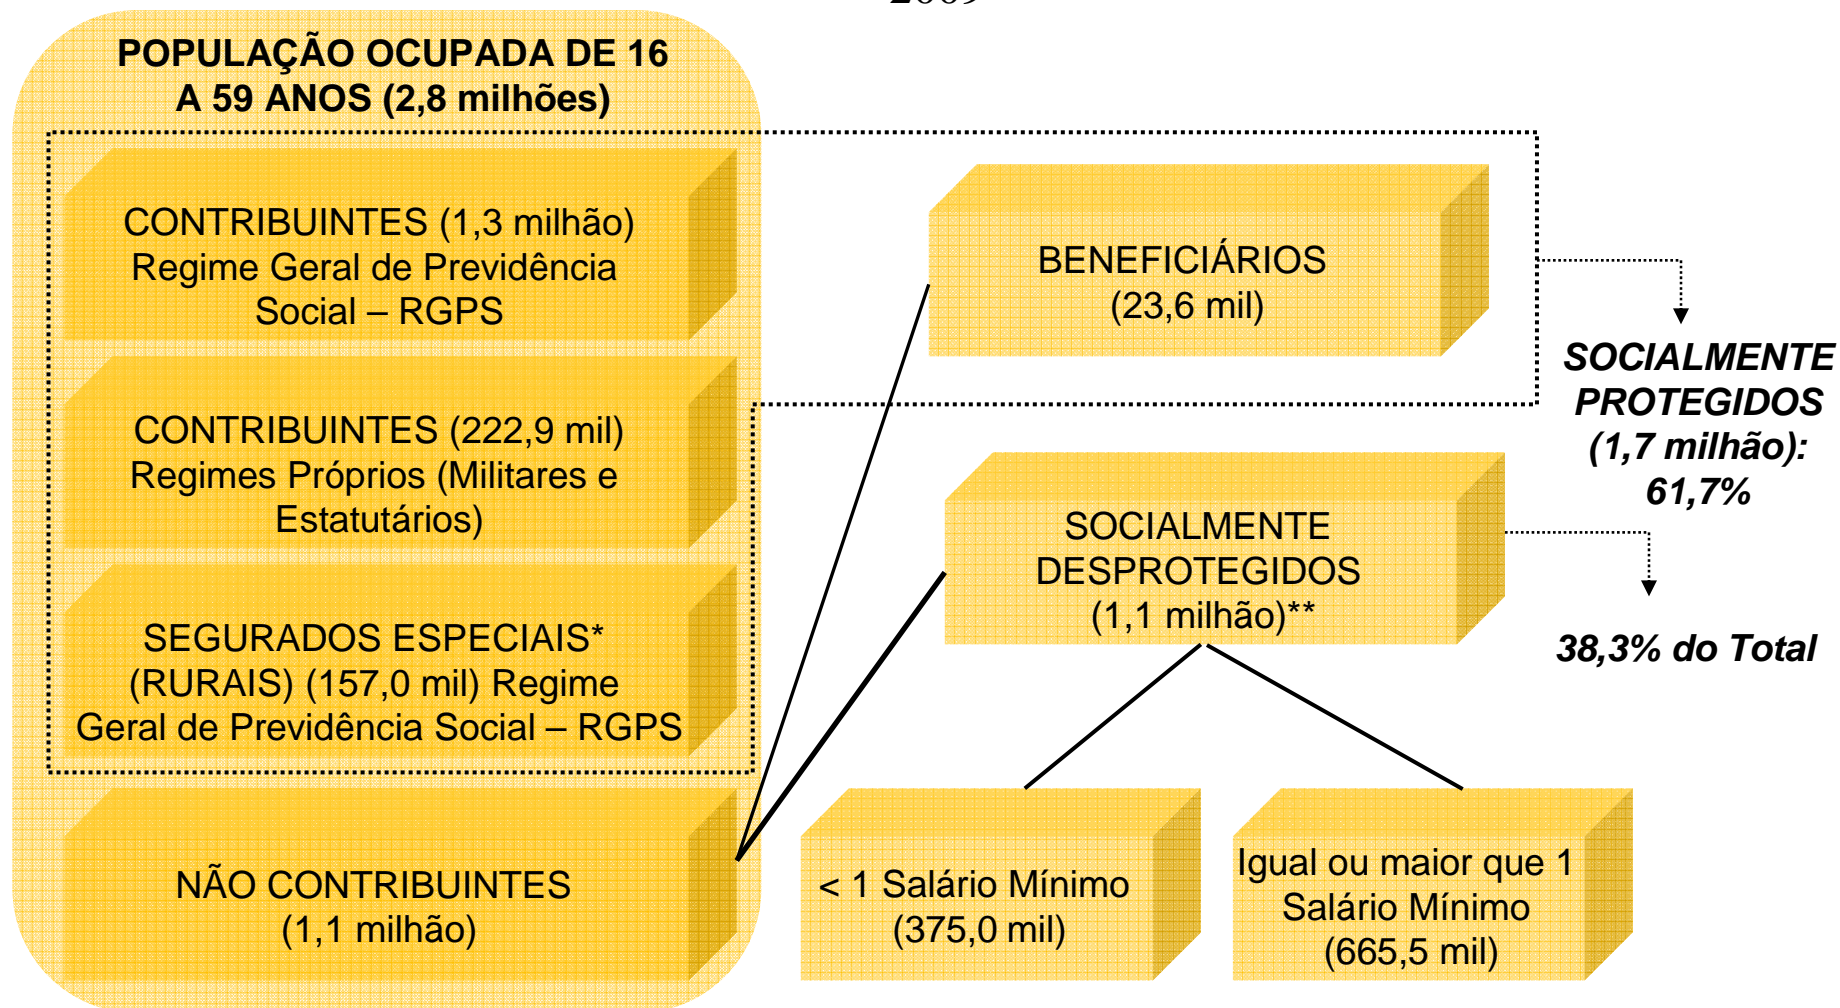 POPULAÇÃO OCUPADA DE 16
A 59 ANOS (2,8 milhões)
CONTRIBUINTES (1,3 milhão)
Regime Geral de Previdência
Social – RGPS
CONTRIBUINTES (222,9 mil)
Regimes Próprios (Militares e
Estatutários)
SEGURADOS ESPECIAIS*
(RURAIS) (157,0 mil) Regime
Geral de Previdência Social – RGPS
NÃO CONTRIBUINTES
(1,1 milhão)
BENEFICIÁRIOS
(23,6 mil)
SOCIALMENTE
DESPROTEGIDOS
(1,1 milhão)**
< 1 Salário Mínimo
(375,0 mil)
Igual ou maior que 1
Salário Mínimo
(665,5 mil)
SOCIALMENTE
PROTEGIDOS
(1,7 milhão):
61,7%
38,3% do Total